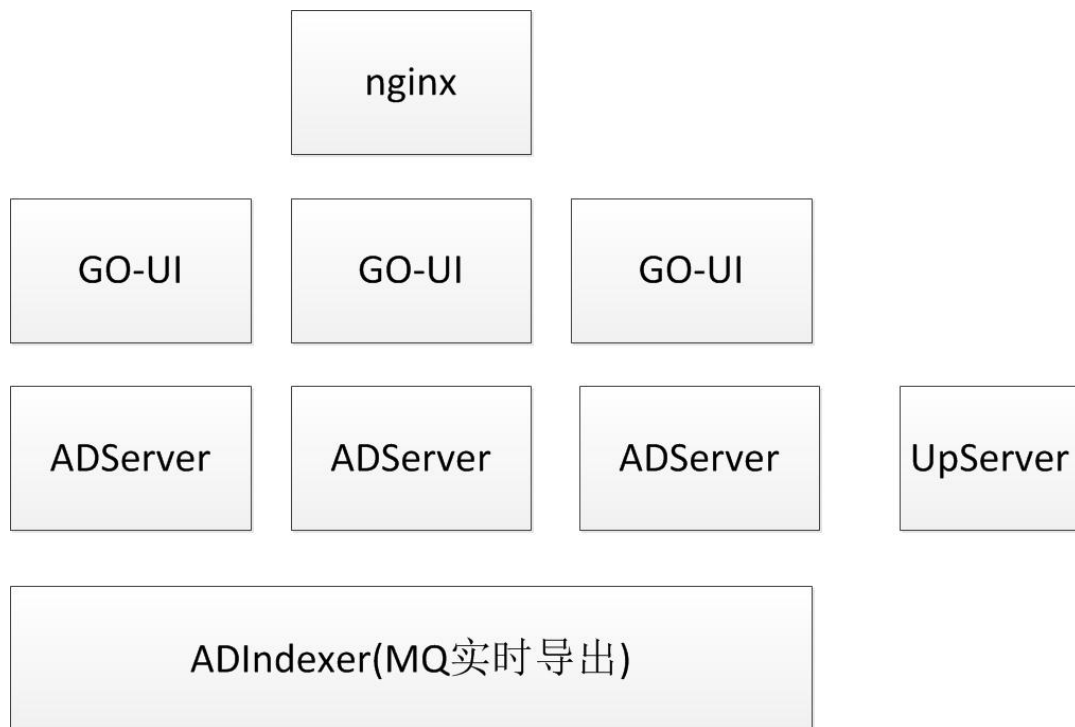 nginx
GO-UI GO-UI GO-UI
ADServer ADServer ADServer UpServer
ADIndexer(MQ实时导出)